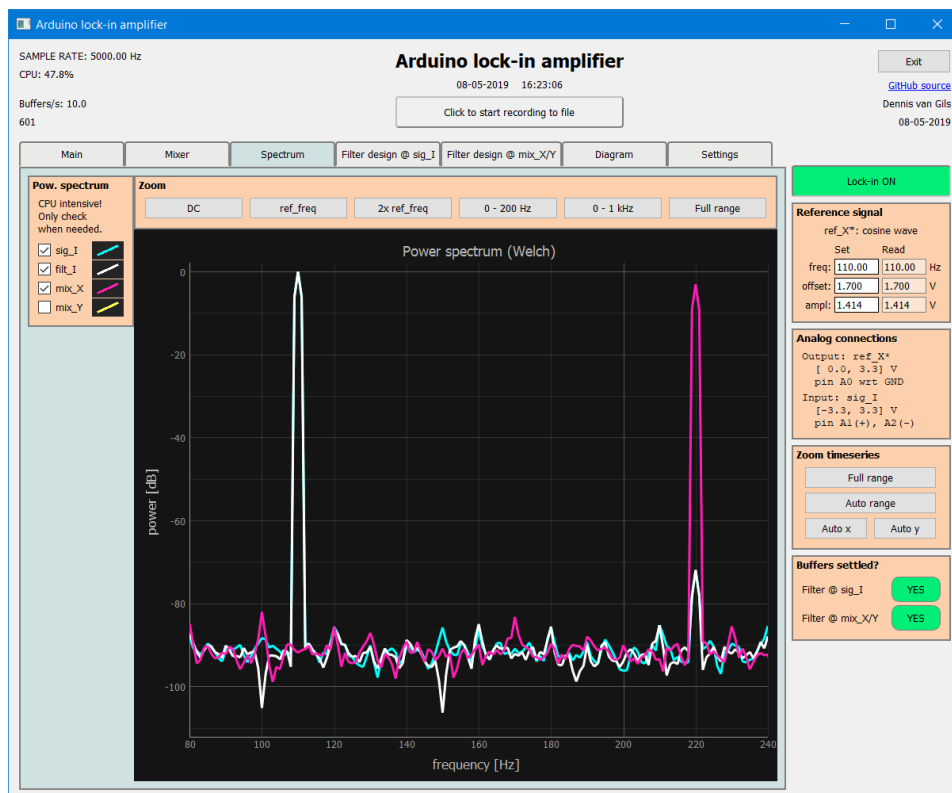 Arduino lock-in amplifier
SAMPLE RATE: 5000.00 Hz
CPU: 47.8%
Buffers/s: 10.0
601
Arduino lock-in amplifier
08-05-2019 16:23:06
Click to start recording to file
Exit
GitHub source
Dennis van Gils
08-05-2019
Main Mixer Spectrum Filter design @ sig_I Filter design @ mix_X/Y Diagram Settings
Pow. spectrum
CPU intensive!
Only check
when needed.
sig_I
filt_I
mix_X
mix_Y
Zoom
DC ref_freq 2x ref_freq 0 - 200 Hz 0 - 1 kHz Full range
Power spectrum (Welch)
0
-20
-40
-60
-80
-100
power [dB]
80 100 120 140 160 180 200 220 240
frequency [Hz]
Lock-in ON
Reference signal
ref_X*: cosine wave
Set Read
freq: 110.00 110.00 Hz
offset: 1.700 1.700 V
ampl: 1.414 1.414 V
Analog connections
Output: ref_X*
[ 0.0, 3.3] V
pin A0 wrt GND
Input: sig_I
[-3.3, 3.3] V
pin A1(+), A2(-)
Zoom timeseries
Full range
Auto range
Auto x Auto y
Buffers settled?
Filter @ sig_I YES
Filter @ mix_X/Y YES